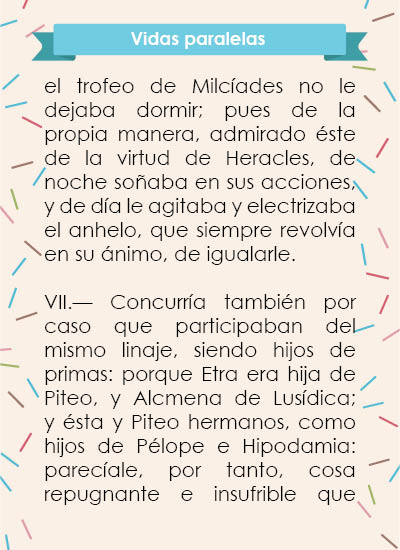 Vidas paralelas
el trofeo de Milcíades no le
dejaba dormir; pues de la
propia manera, admirado éste
de la virtud de Heracles, de
noche soñaba en sus acciones,
y de día le agitaba y electrizaba
el anhelo, que siempre revolvía
en su ánimo, de igualarle.
VII.— Concurría también por
caso que participaban del
mismo linaje, siendo hijos de
primas: porque Etra era hija de
Piteo, y Alcmena de Lusídica;
y ésta y Piteo hermanos, como
hijos de Pélope e Hipodamia:
parecíale, por tanto, cosa
repugnante e insufrible que